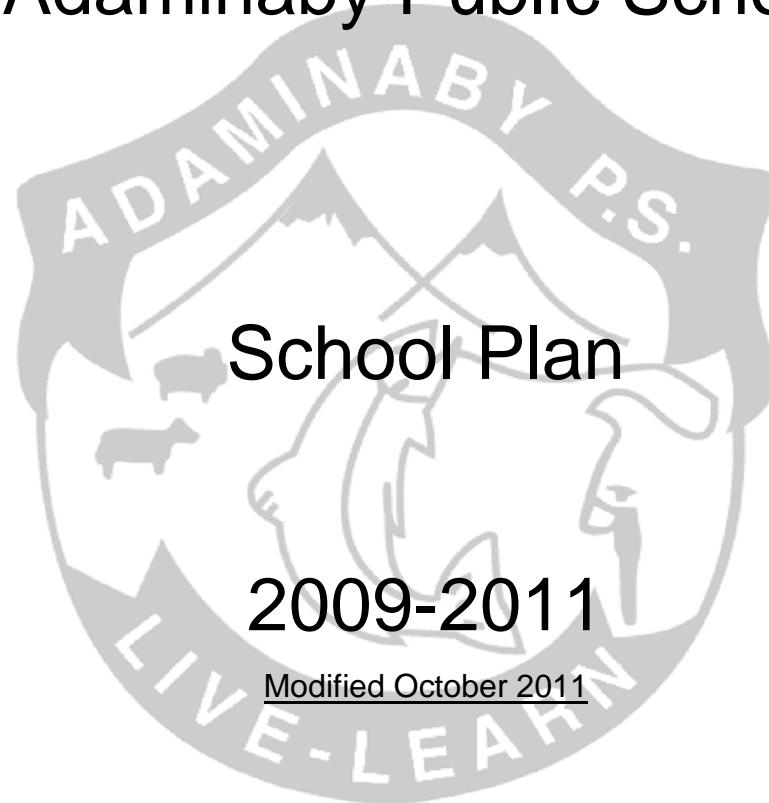 Adaminaby Public Scho
ADAMINABY P.S.
School Plan
2009-2011
Modified October 2011
LIVE-LEARN